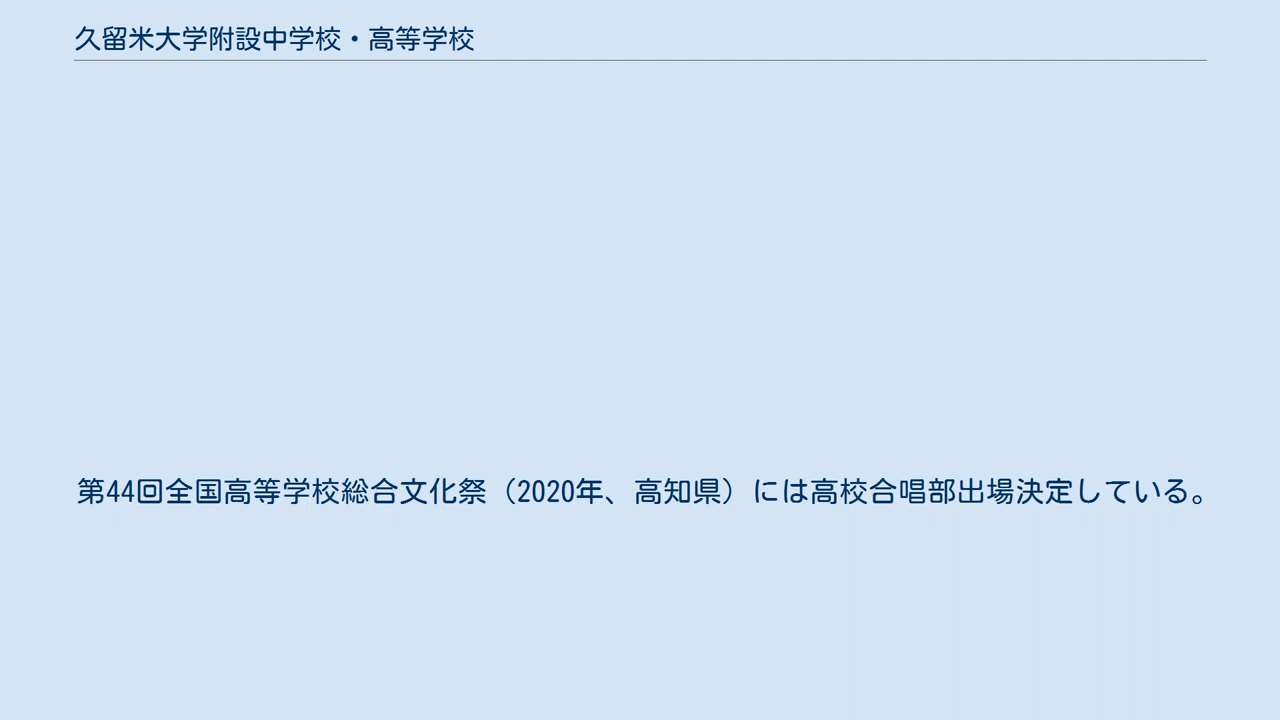 久留米大学附設中学校・高等学校
第44回全国高等学校総合文化祭（2020年、高知県）には高校合唱部出場決定している。